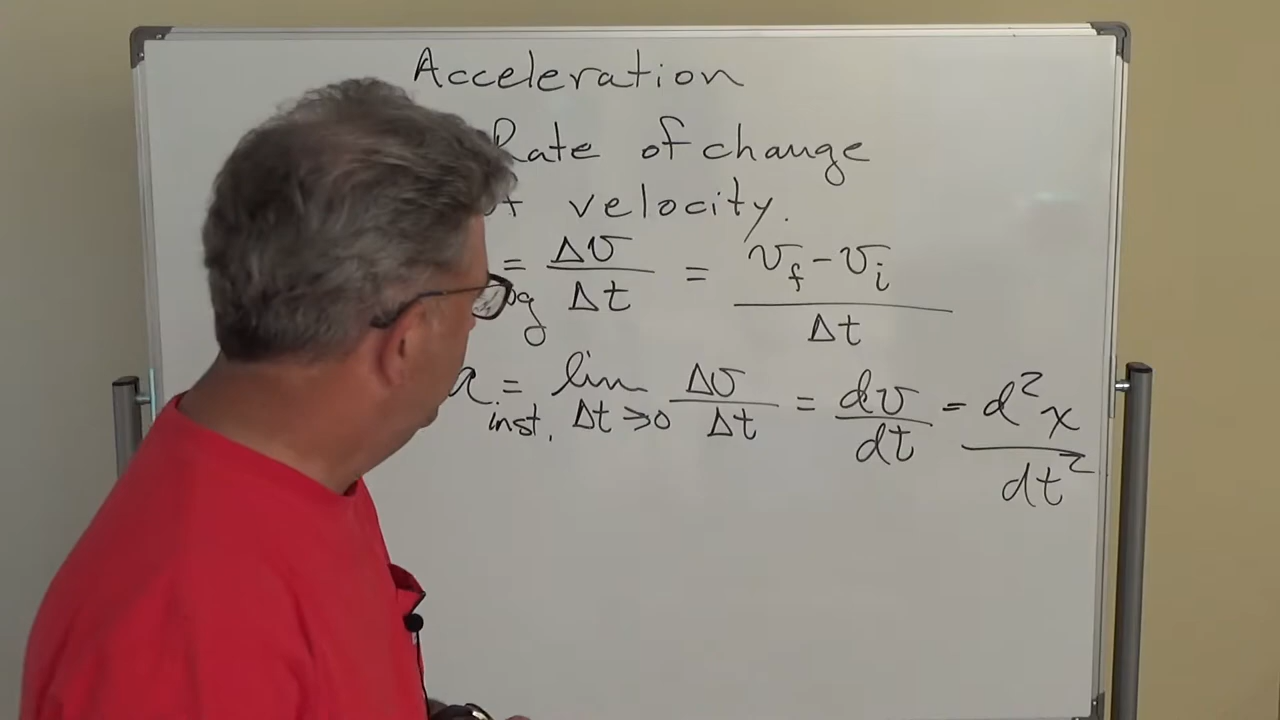 Acceleration
Rate of change
velocity.
= Δv/Δt = (v_f - v_i)/Δt
a_inst. = lim Δt→0 Δv/Δt = dv/dt = d²x/dt²